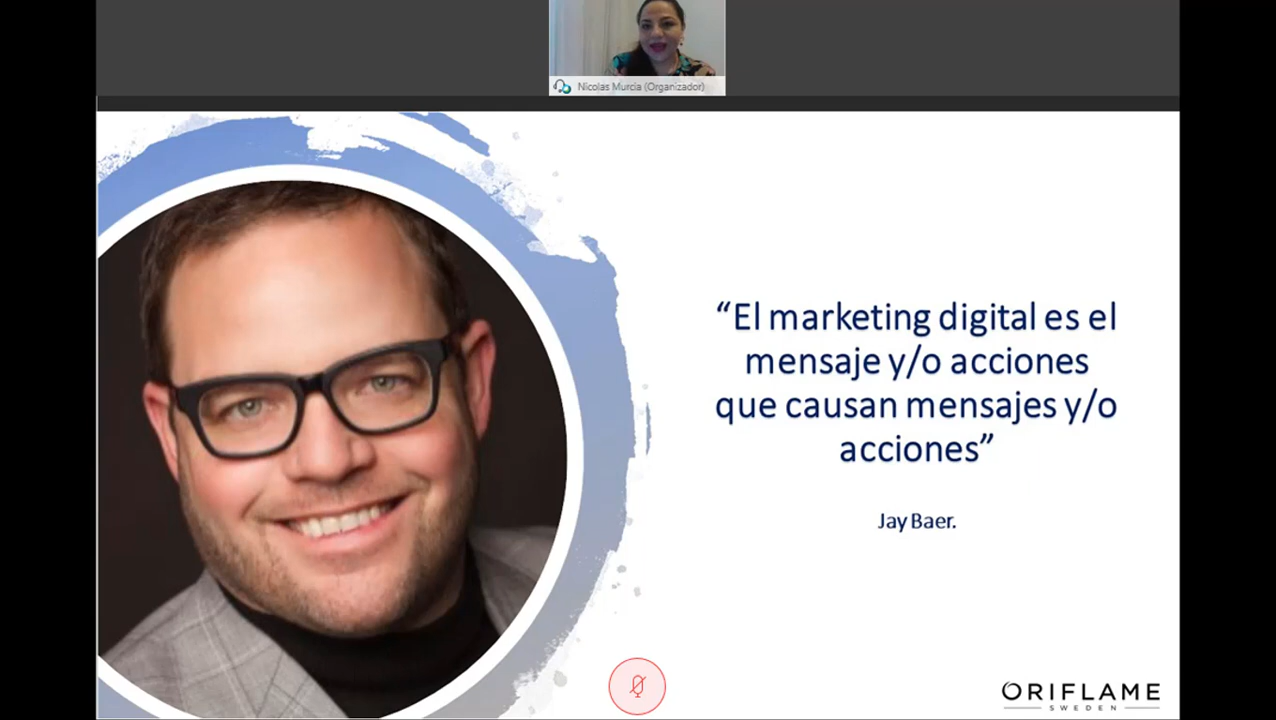 Nicolas Murcia (Organizador)
“El marketing digital es el
mensaje y/o acciones
que causan mensajes y/o
acciones”
Jay Baer.
ORIFLAME
SWEDEN